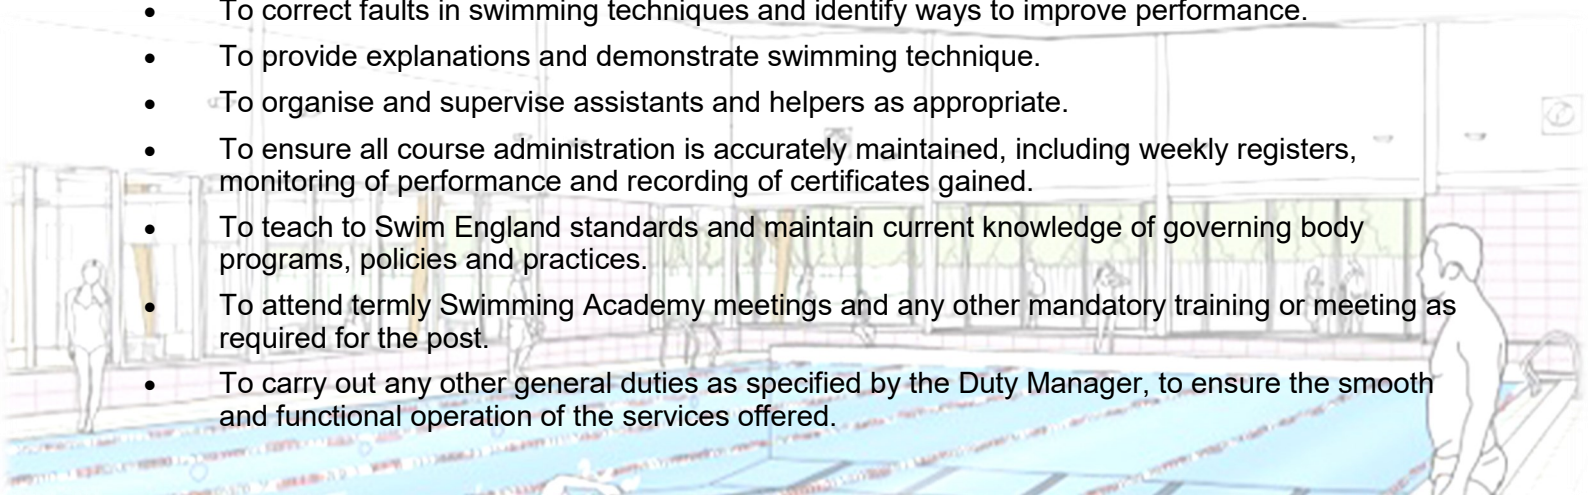 • To correct faults in swimming techniques and identify ways to improve performance.
• To provide explanations and demonstrate swimming technique.
• To organise and supervise assistants and helpers as appropriate.
• To ensure all course administration is accurately maintained, including weekly registers,
monitoring of performance and recording of certificates gained.
• To teach to Swim England standards and maintain current knowledge of governing body
programs, policies and practices.
• To attend termly Swimming Academy meetings and any other mandatory training or meeting as
required for the post.
• To carry out any other general duties as specified by the Duty Manager, to ensure the smooth
and functional operation of the services offered.